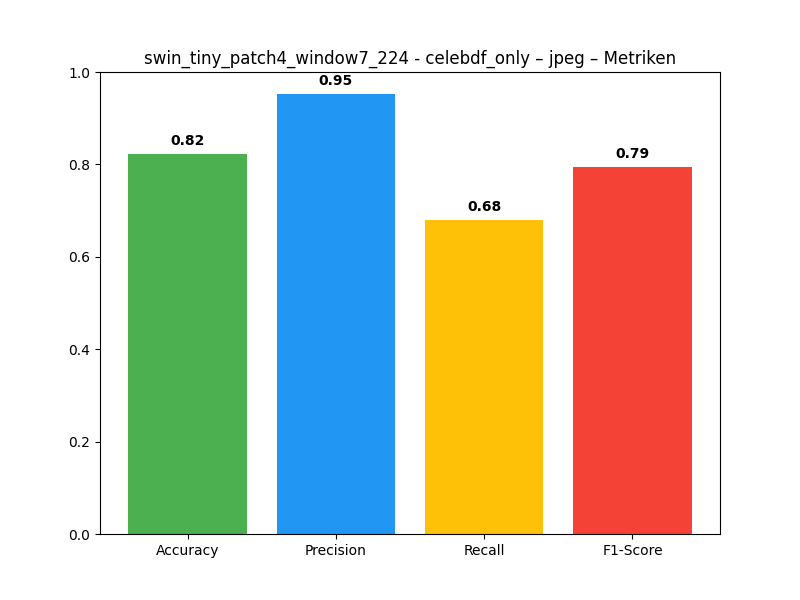 swin_tiny_patch4_window7_224 - celebdf_only – jpeg – Metriken
1.0
0.8
0.6
0.4
0.2
0.0
0.82
0.95
0.68
0.79
Accuracy
Precision
Recall
F1-Score